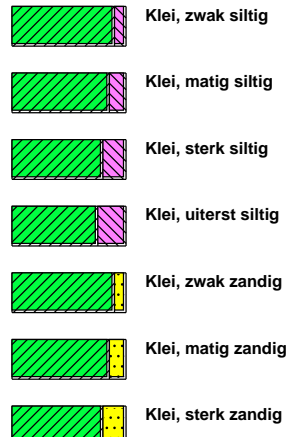 Klei, zwak siltig
Klei, matig siltig
Klei, sterk siltig
Klei, uiterst siltig
Klei, zwak zandig
Klei, matig zandig
Klei, sterk zandig